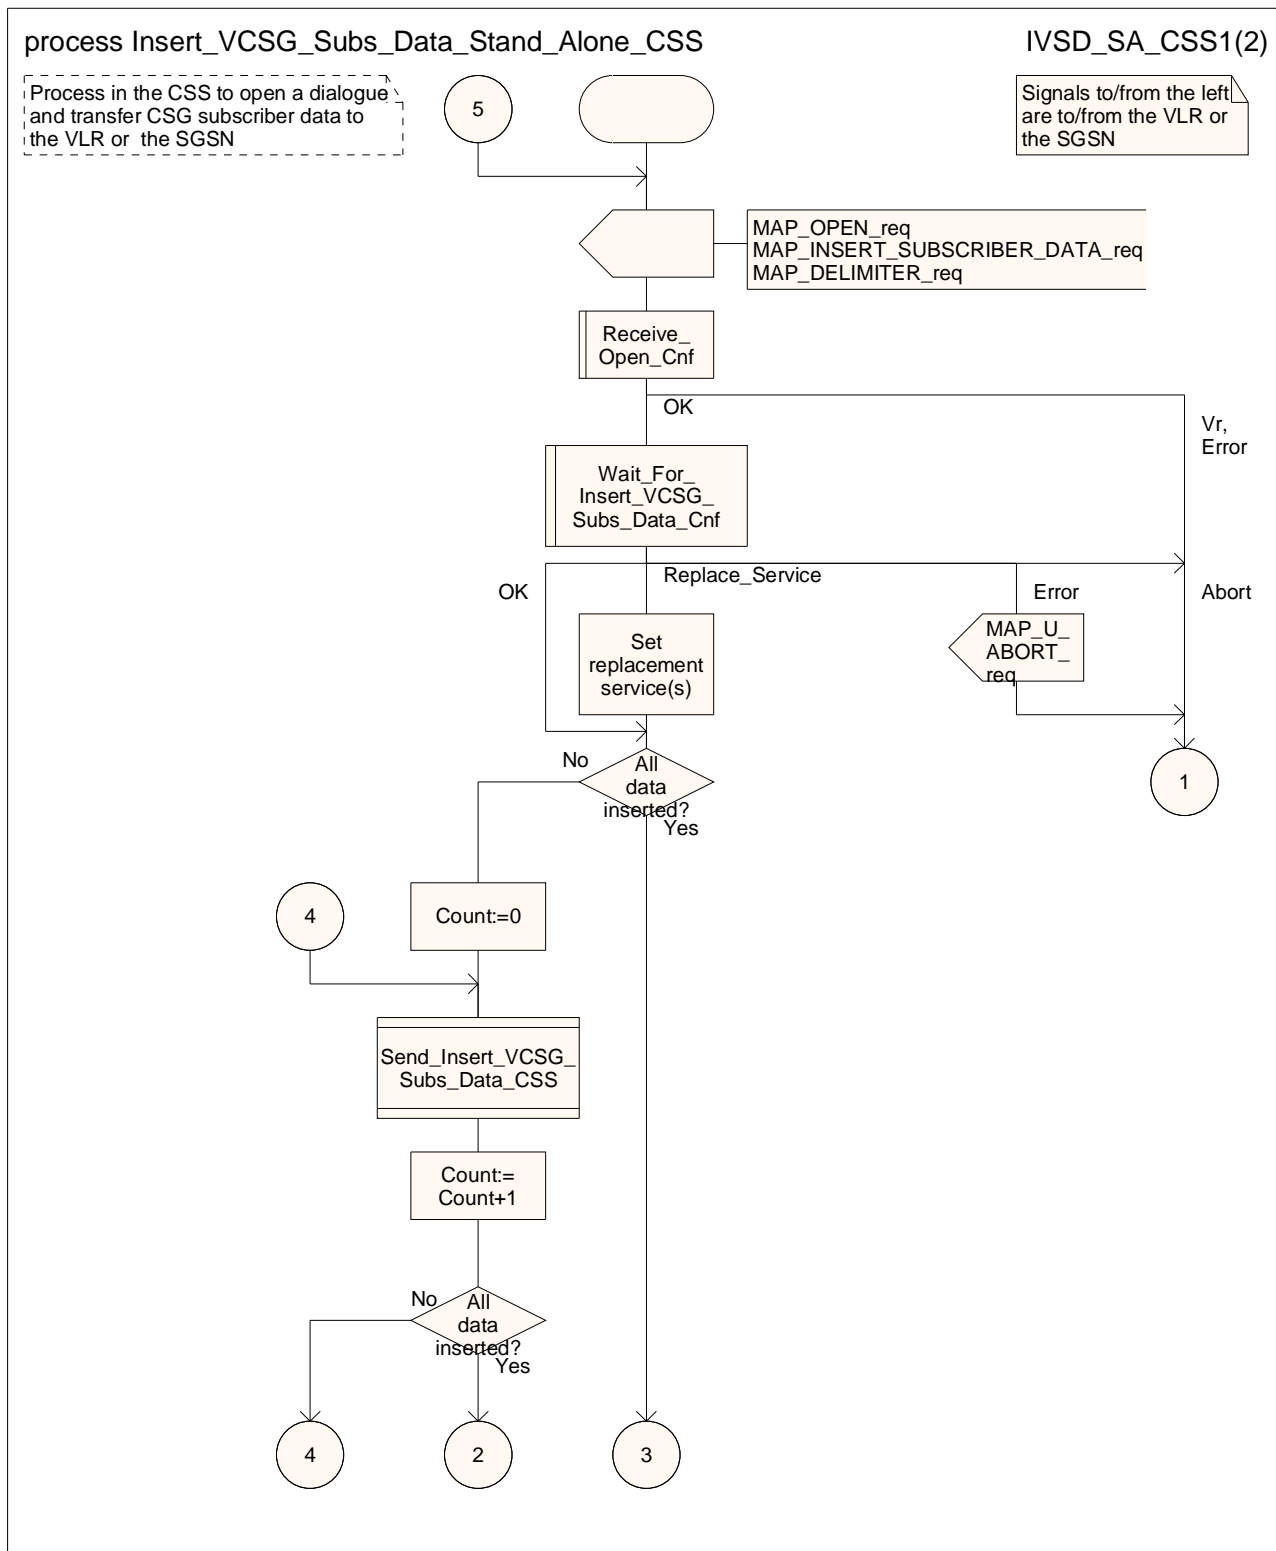 process Insert_VCSG_Subs_Data_Stand_Alone_CSS
IVSD_SA_CSS1(2)
Process in the CSS to open a dialogue
and transfer CSG subscriber data to
the VLR or the SGSN
5
Signals to/from the left
are to/from the VLR or
the SGSN
MAP_OPEN_req
MAP_INSERT_SUBSCRIBER_DATA_req
MAP_DELIMITER_req
Receive_
Open_Cnf
OK
Vr,
Error
Wait_For_
Insert_VCSG_
Subs_Data_Cnf
OK
Replace_Service
Error
Abort
Set
replacement
service(s)
MAP_U_
ABORT_
req
No
All
data
inserted?
Yes
1
4
Count:=0
Send_Insert_VCSG_
Subs_Data_CSS
Count:=
Count+1
No
All
data
inserted?
Yes
4
2
3